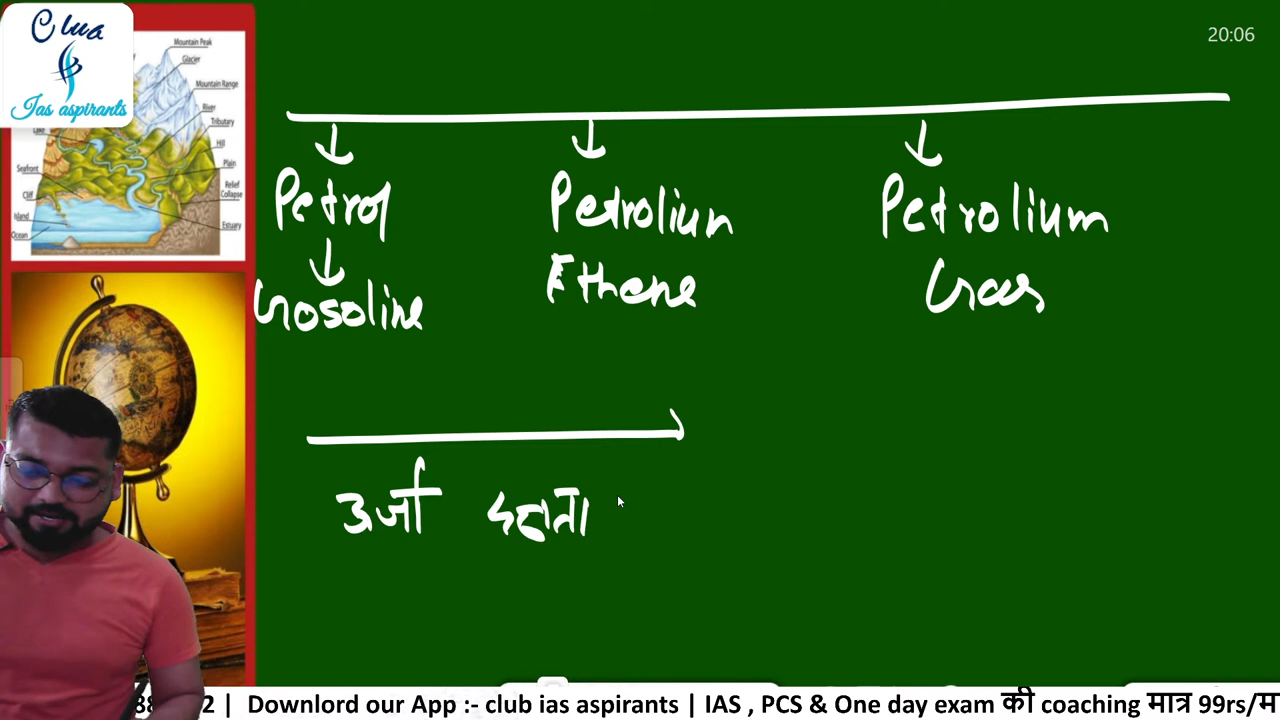 Club
Ias aspirants
20:06
Mountain Peak
Glacier
Mountain Range
River
Tributary
Hill
Lake
Plain
Seafont
Relief
Collapse
Cliff
Island
Estuary
Ocean
Petrol Petrolium Petrolium
Gosoline Ethene Gas
उर्जा
| Downlord our App :- club ias aspirants | IAS , PCS & One day exam की coaching मात्र 99rs/म